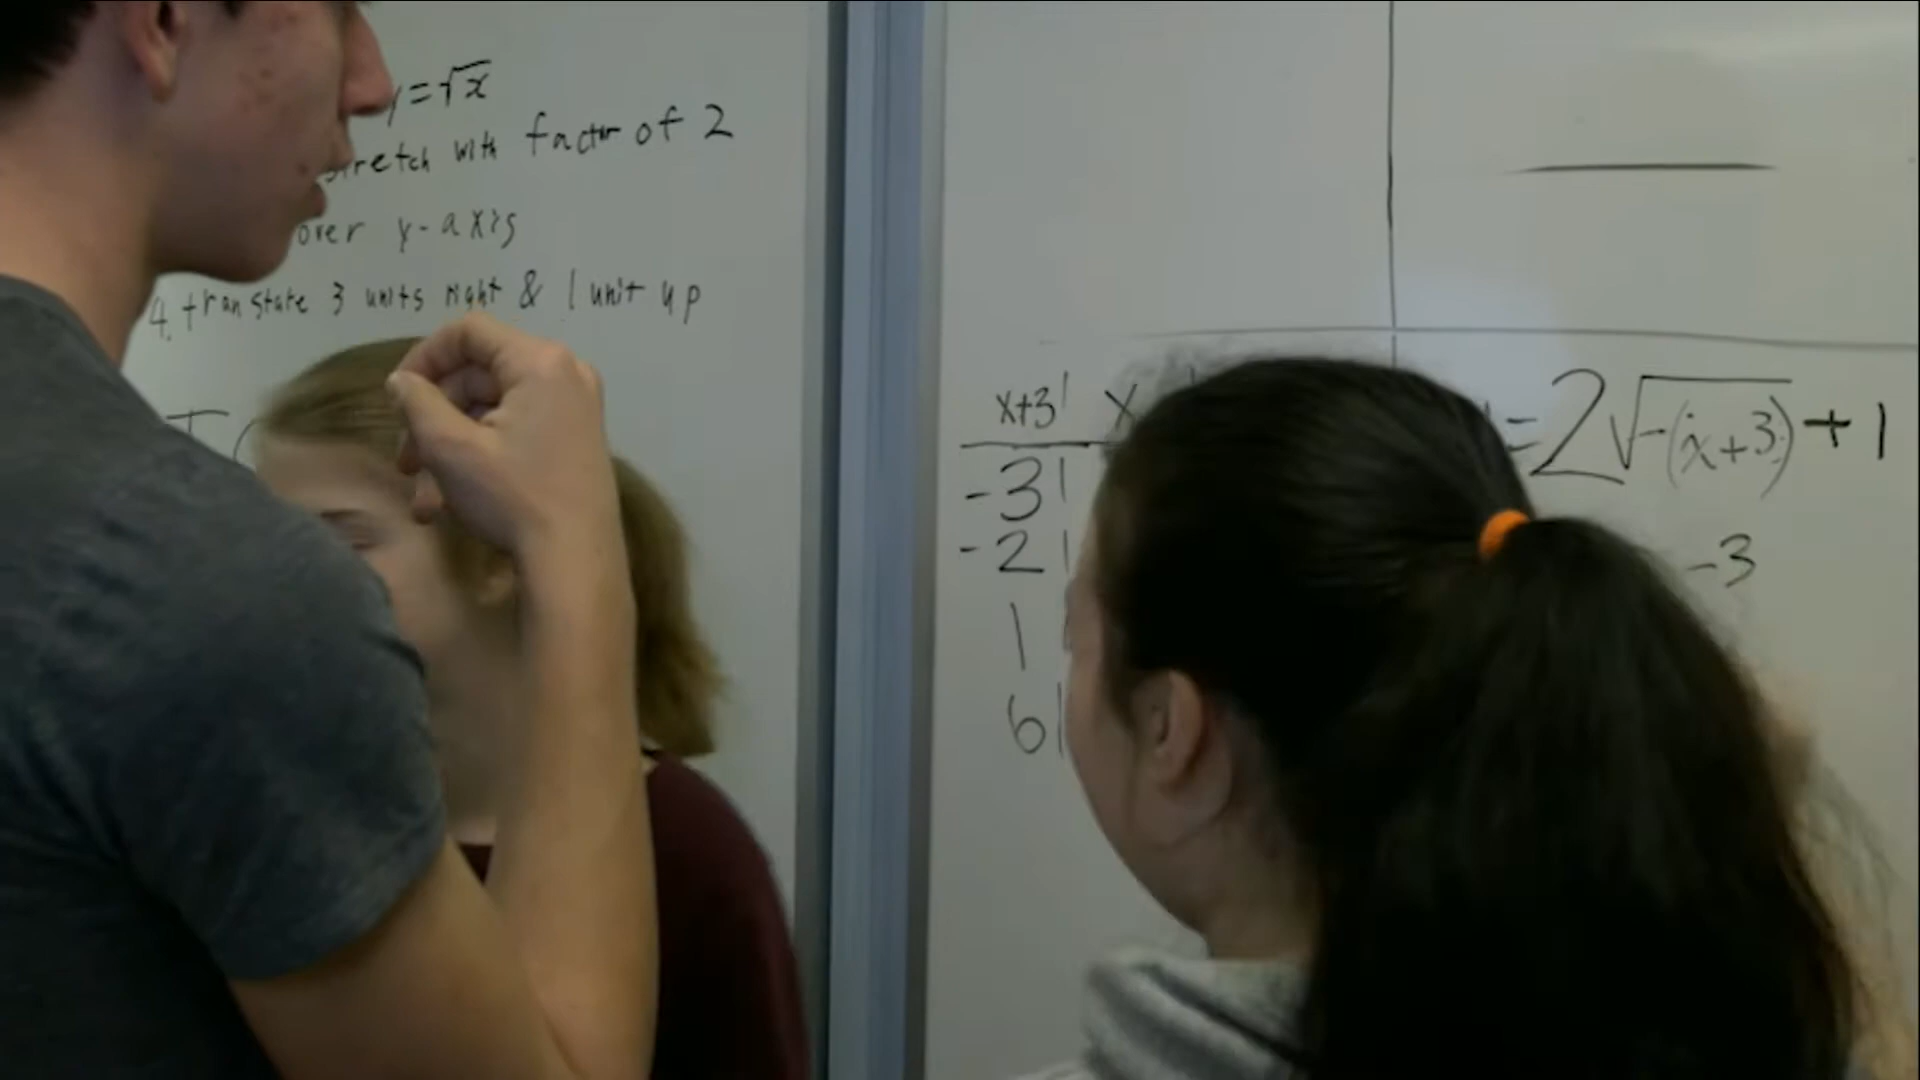 y=√x
stretch with factor of 2
over y-axis
4. translate 3 units right & 1 unit up
x+3 x
-3
-2
1
6
=2√-(x+3) +1
-3